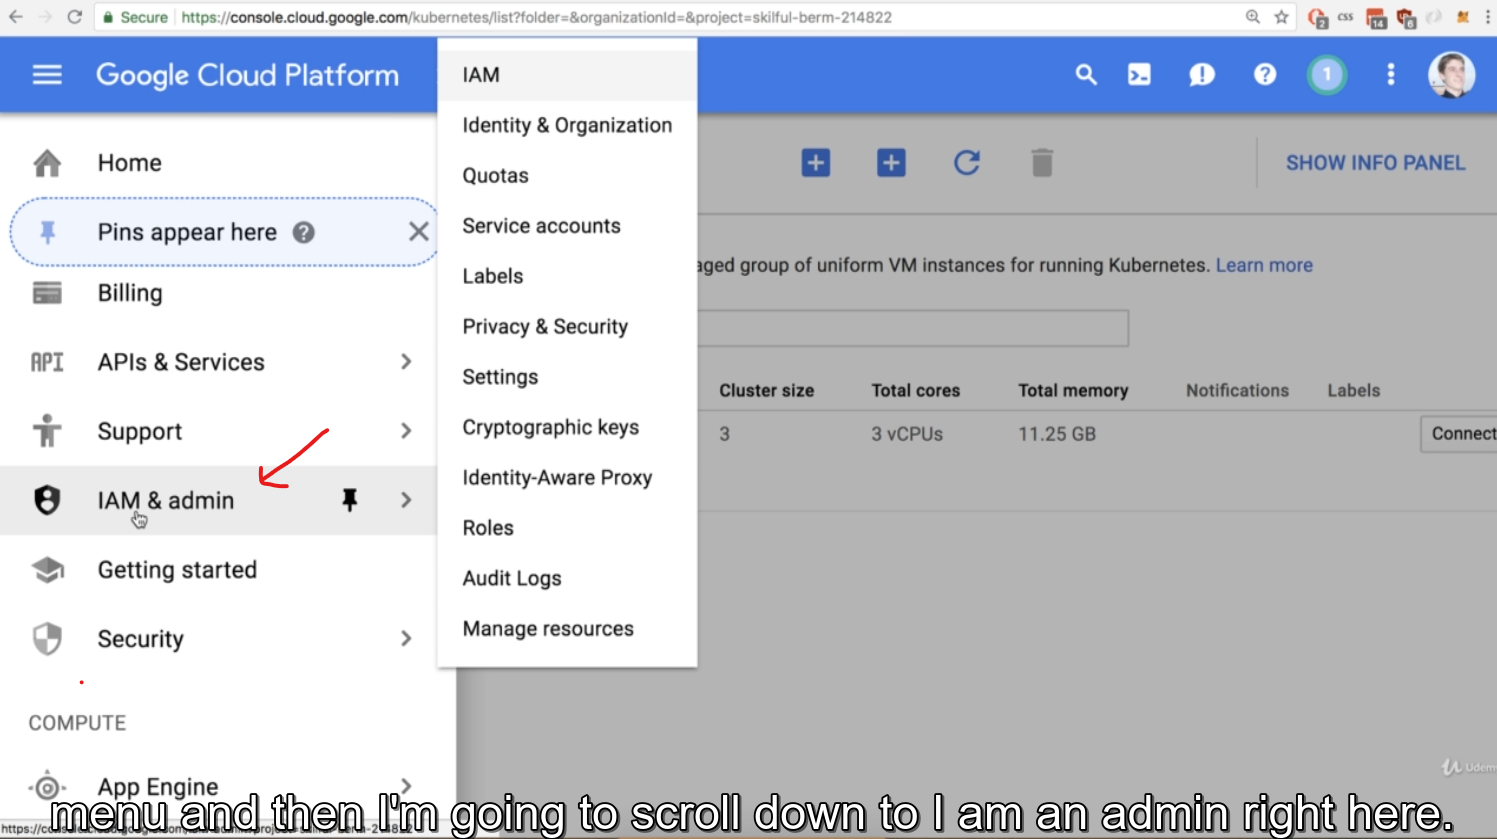 Secure https://console.cloud.google.com/kubernetes/list?folder=&organizationId=&project=skilful-berm-214822
2 css 14 6
Google Cloud Platform
1
IAM
Identity & Organization
Quotas
Service accounts
Labels
Privacy & Security
Settings
Cryptographic keys
Identity-Aware Proxy
Roles
Audit Logs
Manage resources
Home
Pins appear here
Billing
API APIs & Services
Support
IAM & admin
Getting started
Security
COMPUTE
App Engine
SHOW INFO PANEL
aged group of uniform VM instances for running Kubernetes. Learn more
Cluster size Total cores Total memory Notifications Labels
3 3 vCPUs 11.25 GB Connect
Udemy
menu and then I'm going to scroll down to I am an admin right here.